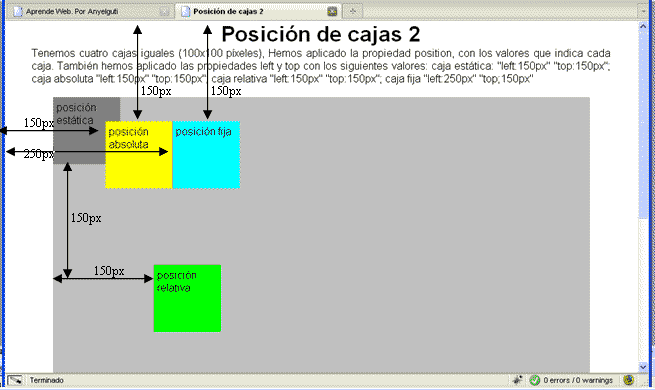 Aprende Web. Por Anyelguti
Posición de cajas 2
Posición de cajas 2
Tenemos cuatro cajas iguales (100x100 píxeles), Hemos aplicado la propiedad position, con los valores que indica cada
caja. También hemos aplicado las propiedades left y top con los siguientes valores: caja estática: "left:150px" "top:150px";
caja absoluta "left:150px" "top:150px"; caja relativa "left:150px" "top:150px"; caja fija "left:250px" "top;150px"
150px
150px
posición
estática
150px
posición
absoluta
posición fija
250px
150px
150px
posición
relativa
Terminado
0 errors / 0 warnings